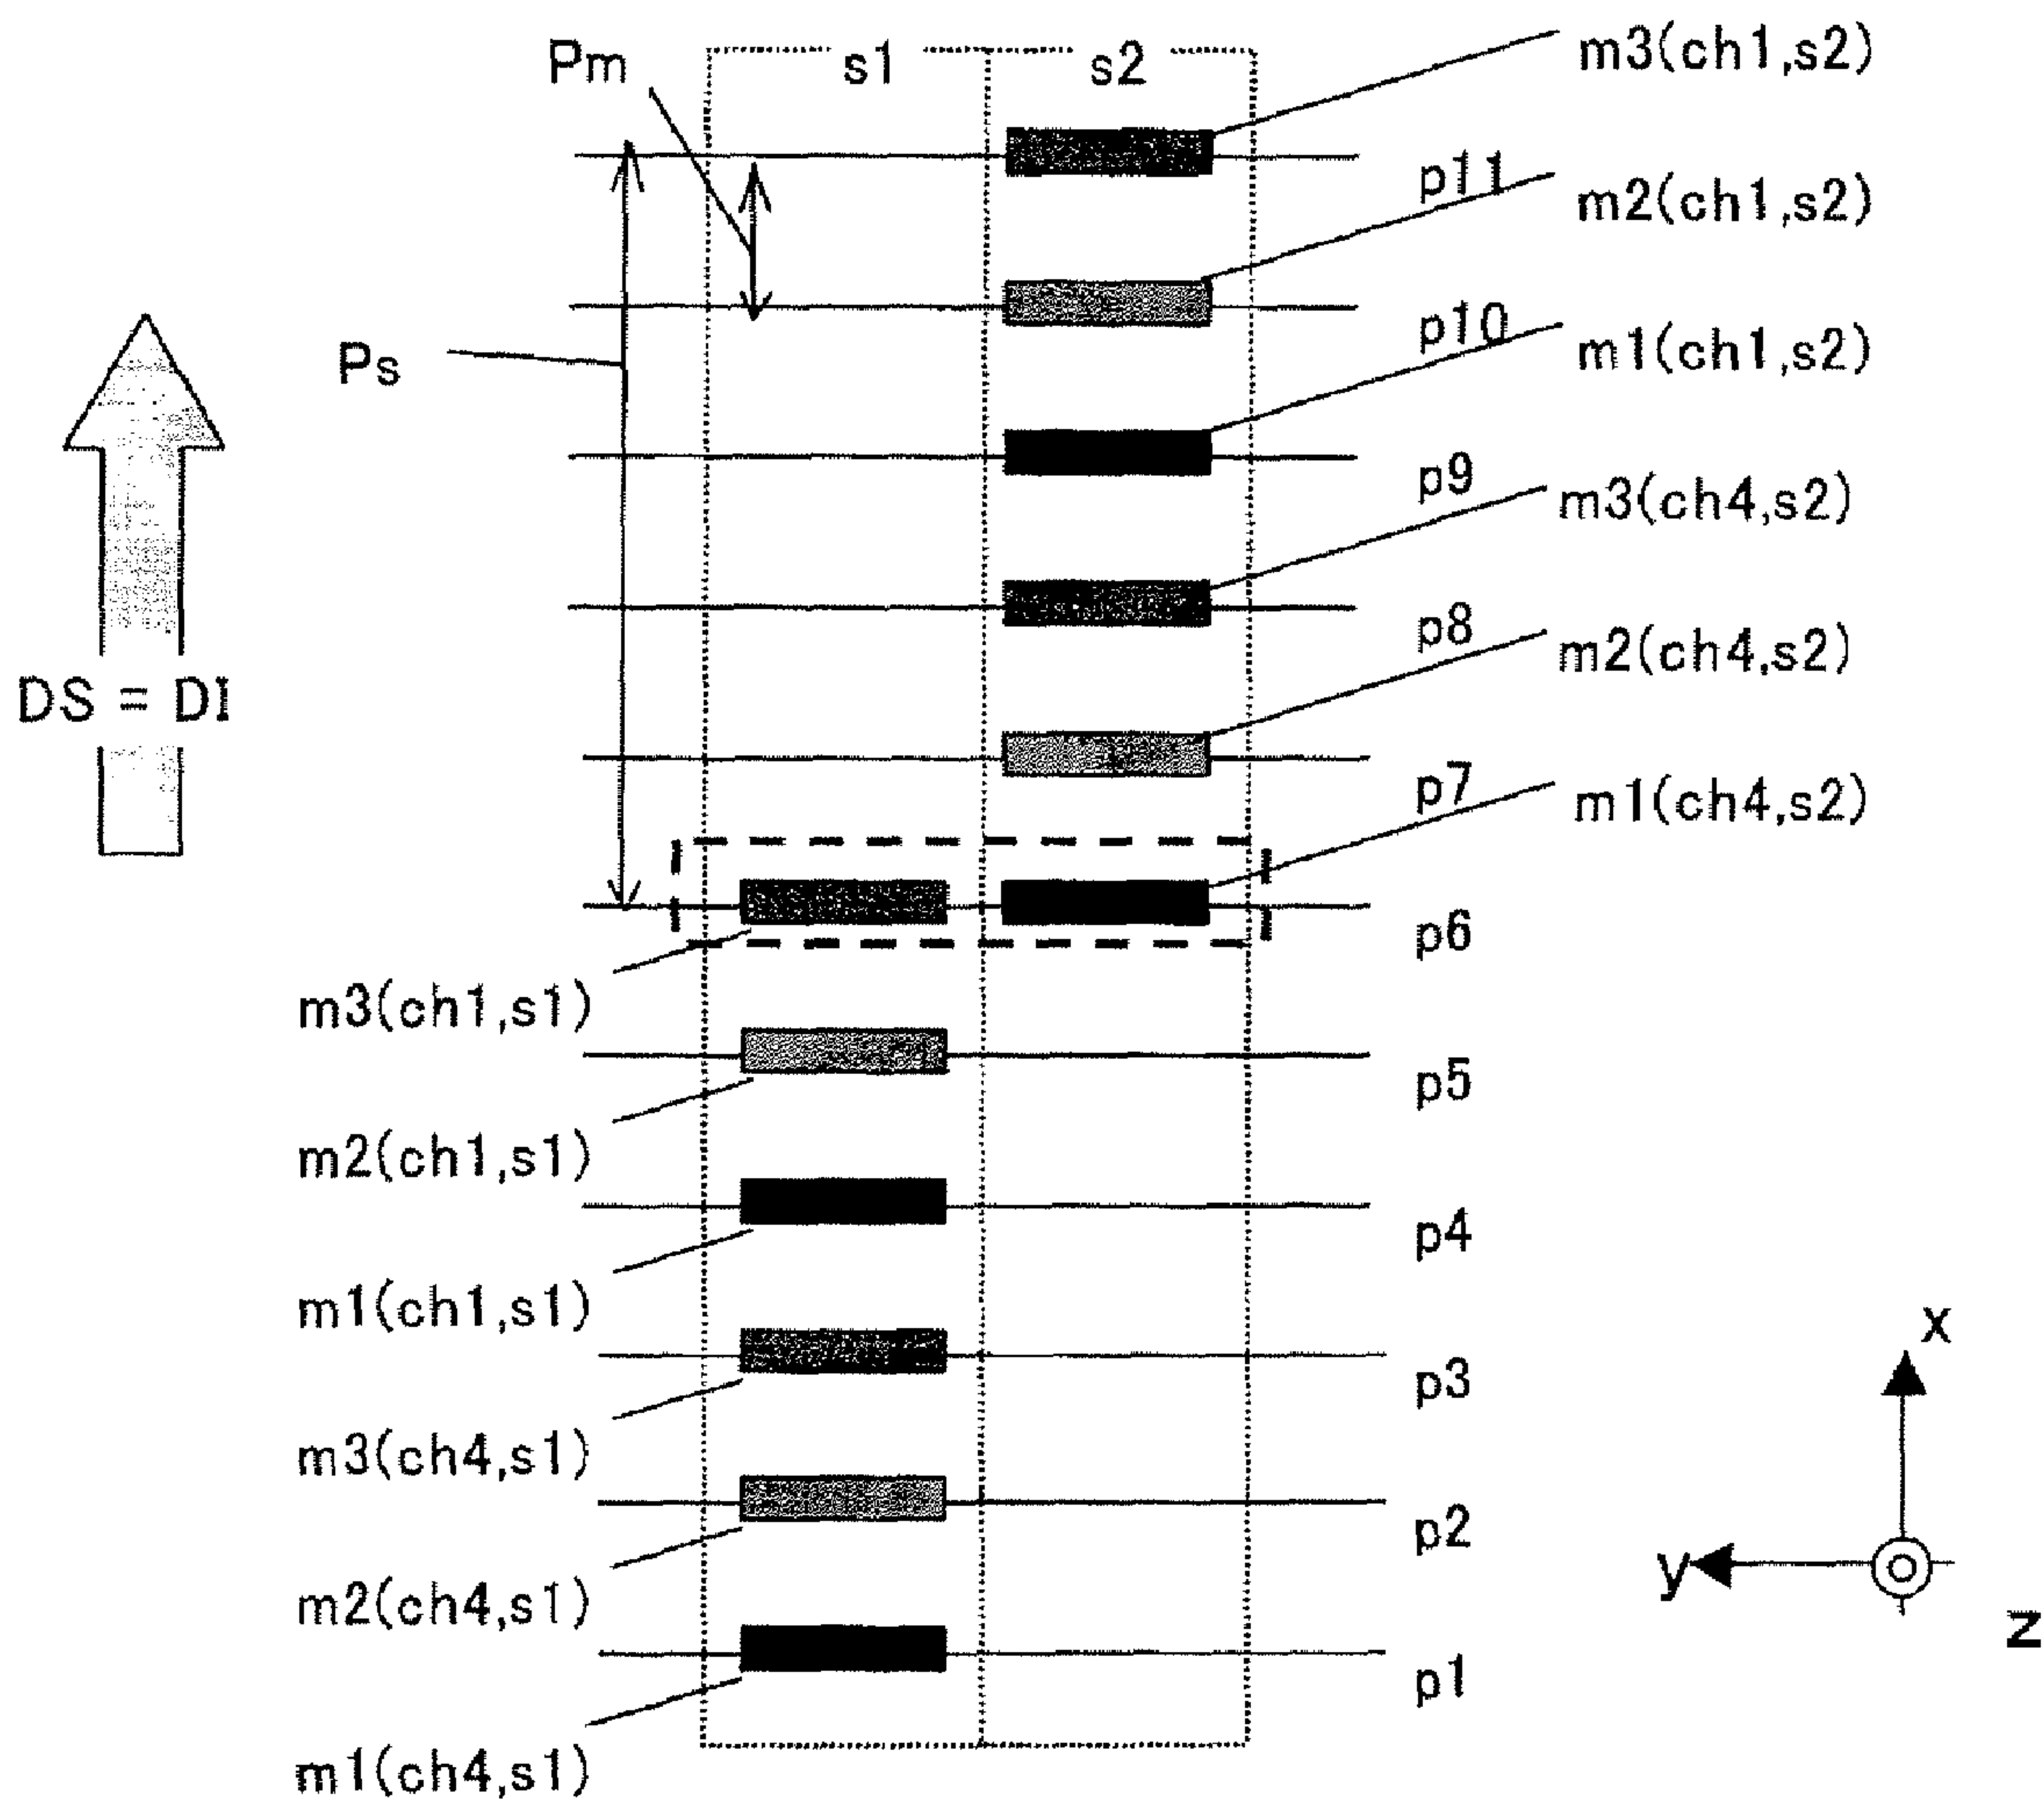 Pm
s1
s2
m3(ch1,s2)
p11
m2(ch1,s2)
p10
m1(ch1,s2)
Ps
p9
m3(ch4,s2)
p8
m2(ch4,s2)
DS = DI
p7
m1(ch4,s2)
p6
m3(ch1,s1)
p5
m2(ch1,s1)
p4
m1(ch1,s1)
x
p3
m3(ch4,s1)
p2
y
m2(ch4,s1)
z
p1
m1(ch4,s1)